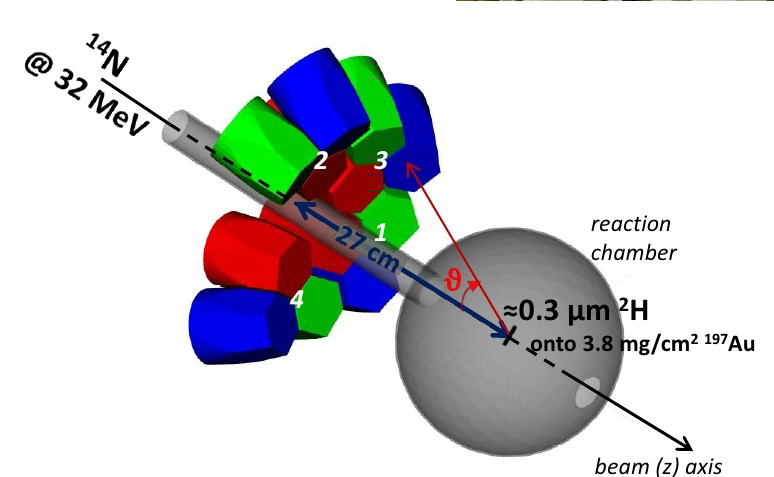 ¹⁴N
@ 32 MeV
2
3
1
27 cm
4
ϑ
reaction
chamber
≈0.3 µm ²H
onto 3.8 mg/cm² ¹⁹⁷Au
beam (z) axis